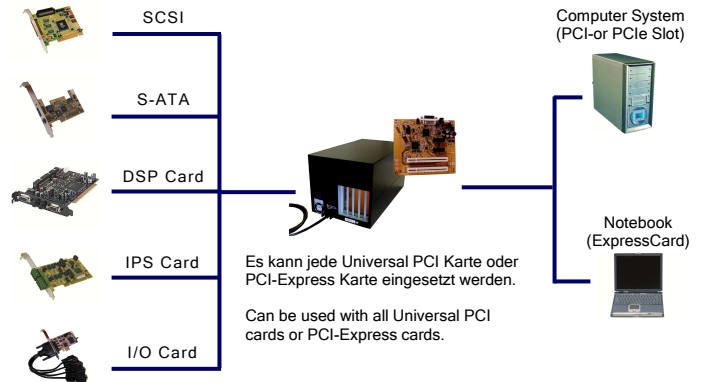 SCSI
S-ATA
DSP Card
IPS Card
I/O Card
Es kann jede Universal PCI Karte oder
PCI-Express Karte eingesetzt werden.
Can be used with all Universal PCI
cards or PCI-Express cards.
Computer System
(PCI-or PCIe Slot)
Notebook
(ExpressCard)